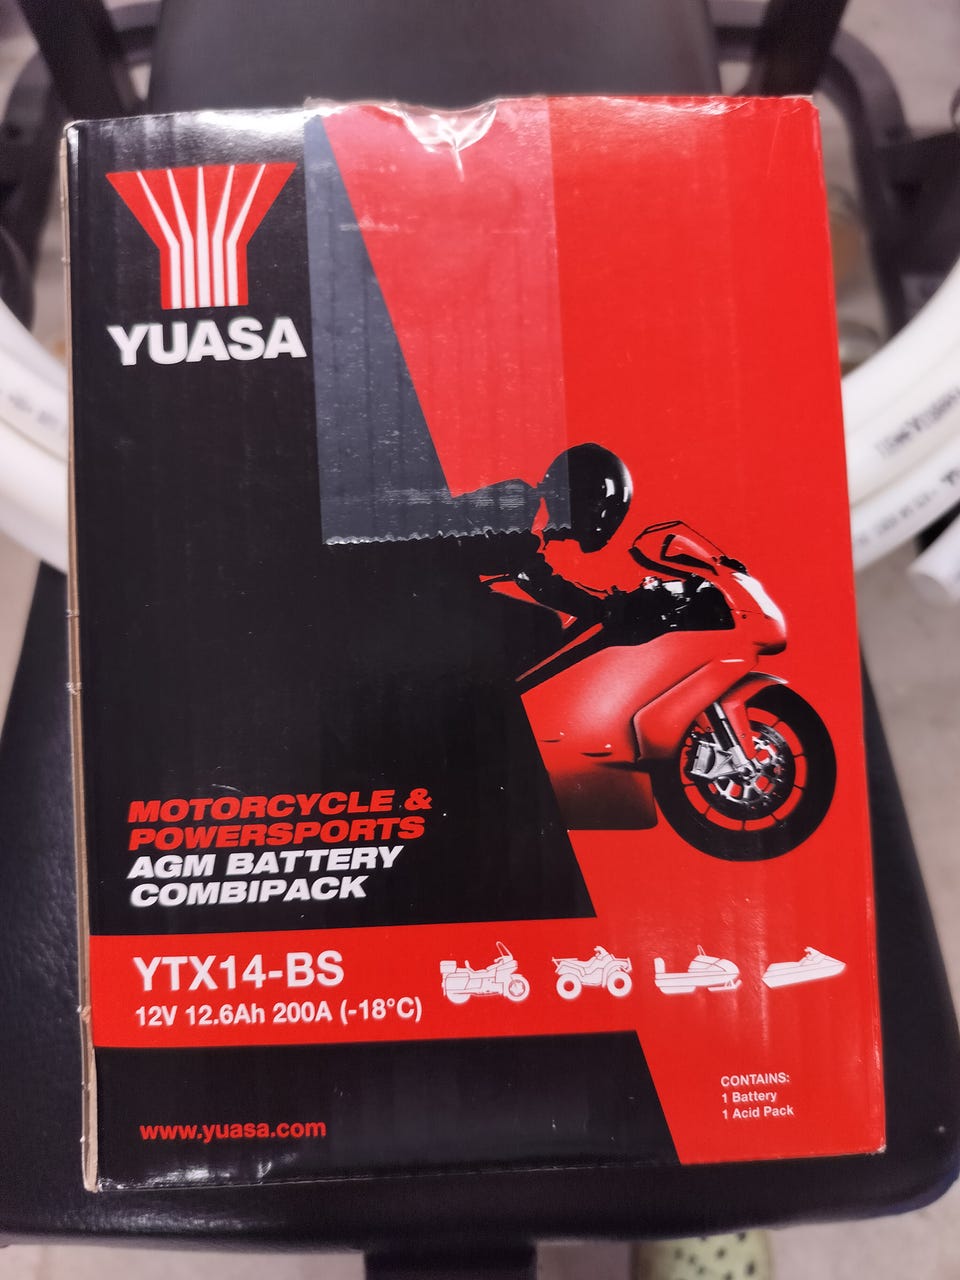 YUASA
MOTORCYCLE &
POWERSPORTS
AGM BATTERY
COMBIPACK
YTX14-BS
12V 12.6Ah 200A (-18°C)
CONTAINS:
1 Battery
1 Acid Pack
www.yuasa.com